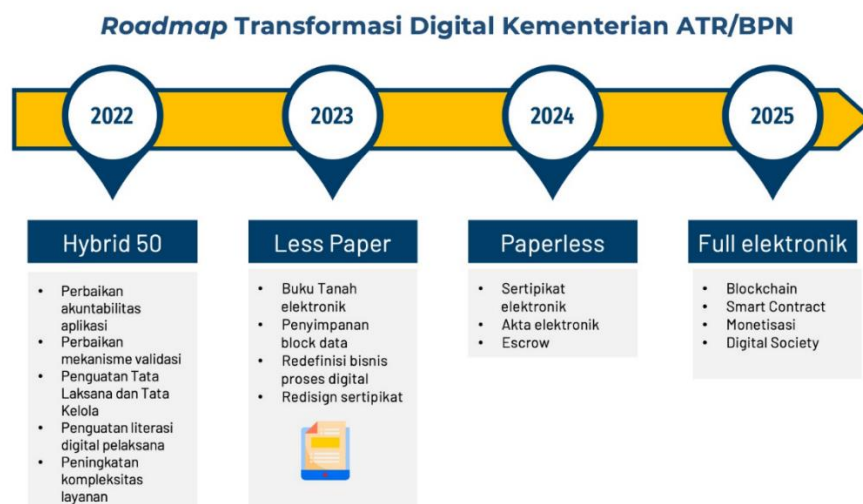 Roadmap Transformasi Digital Kementerian ATR/BPN
2022
2023
2024
2025
Hybrid 50
• Perbaikan
akuntabilitas
aplikasi
• Perbaikan
mekanisme validasi
• Penguatan Tata
Laksana dan Tata
Kelola
• Penguatan literasi
digital pelaksana
• Peningkatan
kompleksitas
layanan
Less Paper
• Buku Tanah
elektronik
• Penyimpanan
block data
• Redefinisi bisnis
proses digital
• Redisign sertipikat
Paperless
• Sertipikat
elektronik
• Akta elektronik
• Escrow
Full elektronik
• Blockchain
• Smart Contract
• Monetisasi
• Digital Society